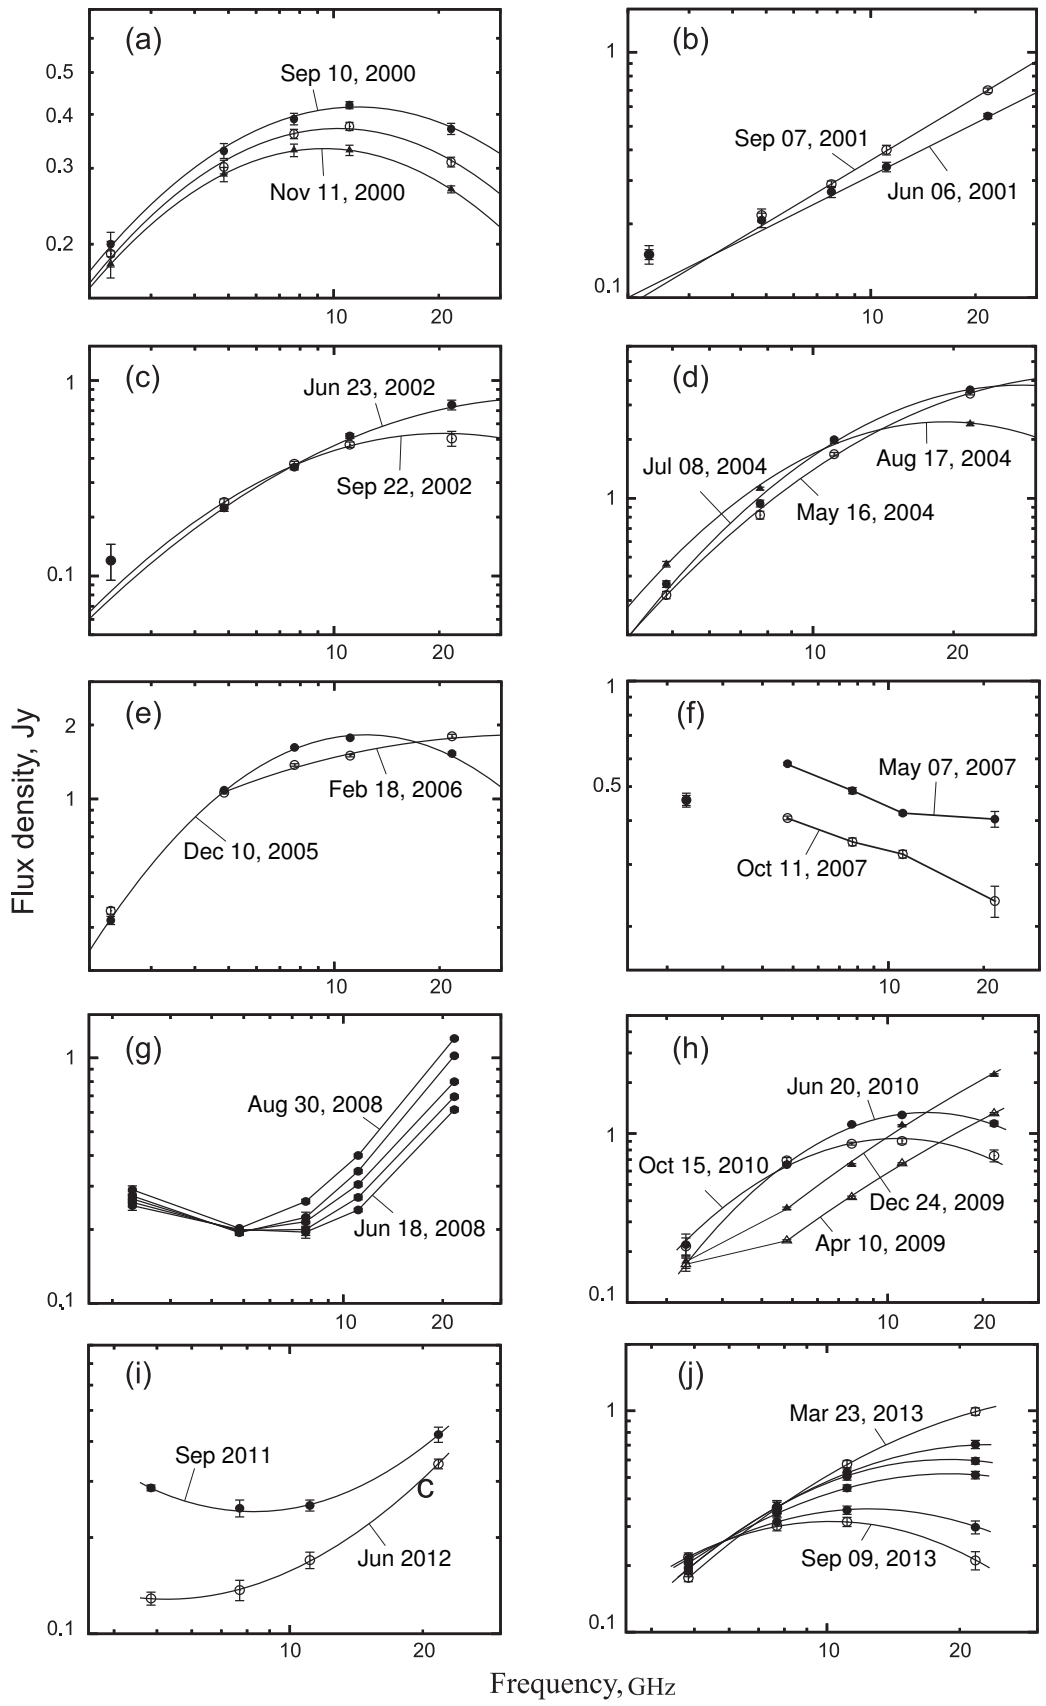 (a)
Sep 10, 2000
Nov 11, 2000
0.5
0.4
0.3
0.2
10
20
(b)
Sep 07, 2001
Jun 06, 2001
1
0.1
10
20
(c)
Jun 23, 2002
Sep 22, 2002
1
0.1
10
20
(d)
Jul 08, 2004
Aug 17, 2004
May 16, 2004
1
10
20
(e)
Feb 18, 2006
Dec 10, 2005
2
1
10
20
(f)
May 07, 2007
Oct 11, 2007
1
0.5
10
20
(g)
Aug 30, 2008
Jun 18, 2008
1
0.1
10
20
(h)
Jun 20, 2010
Oct 15, 2010
Dec 24, 2009
Apr 10, 2009
1
0.1
10
20
(i)
Sep 2011
c
Jun 2012
0.1
10
20
(j)
Mar 23, 2013
Sep 09, 2013
1
0.1
10
20
Flux density, Jy
Frequency, GHz